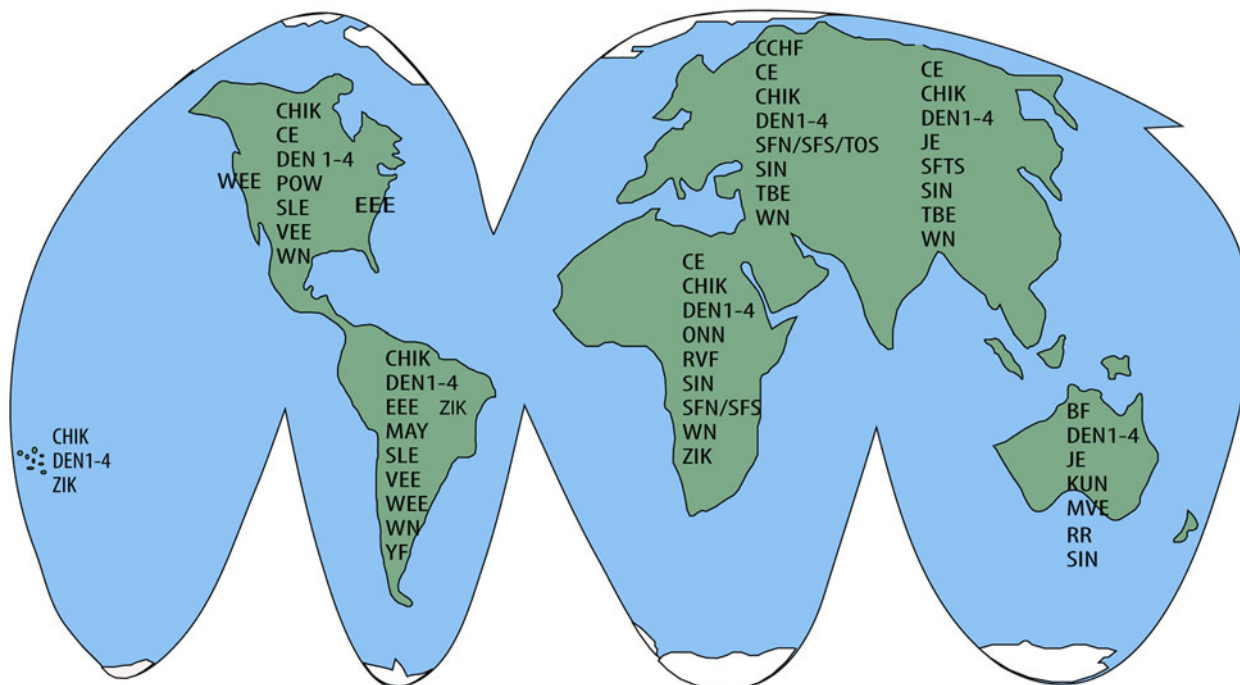 CHIK
CE
DEN 1-4
POW
SLE
VEE
WN
WEE
EEE
CHIK
DEN1-4
EEE
ZIK
MAY
SLE
VEE
WEE
WN
YF
CHIK
DEN1-4
ZIK
CCHF
CE
CHIK
DEN1-4
SFN/SFS/TOS
SIN
TBE
WN
CE
CHIK
DEN1-4
JE
SFTS
SIN
TBE
WN
CE
CHIK
DEN1-4
ONN
RVF
SIN
SFN/SFS
WN
ZIK
BF
DEN1-4
JE
KUN
MVE
RR
SIN